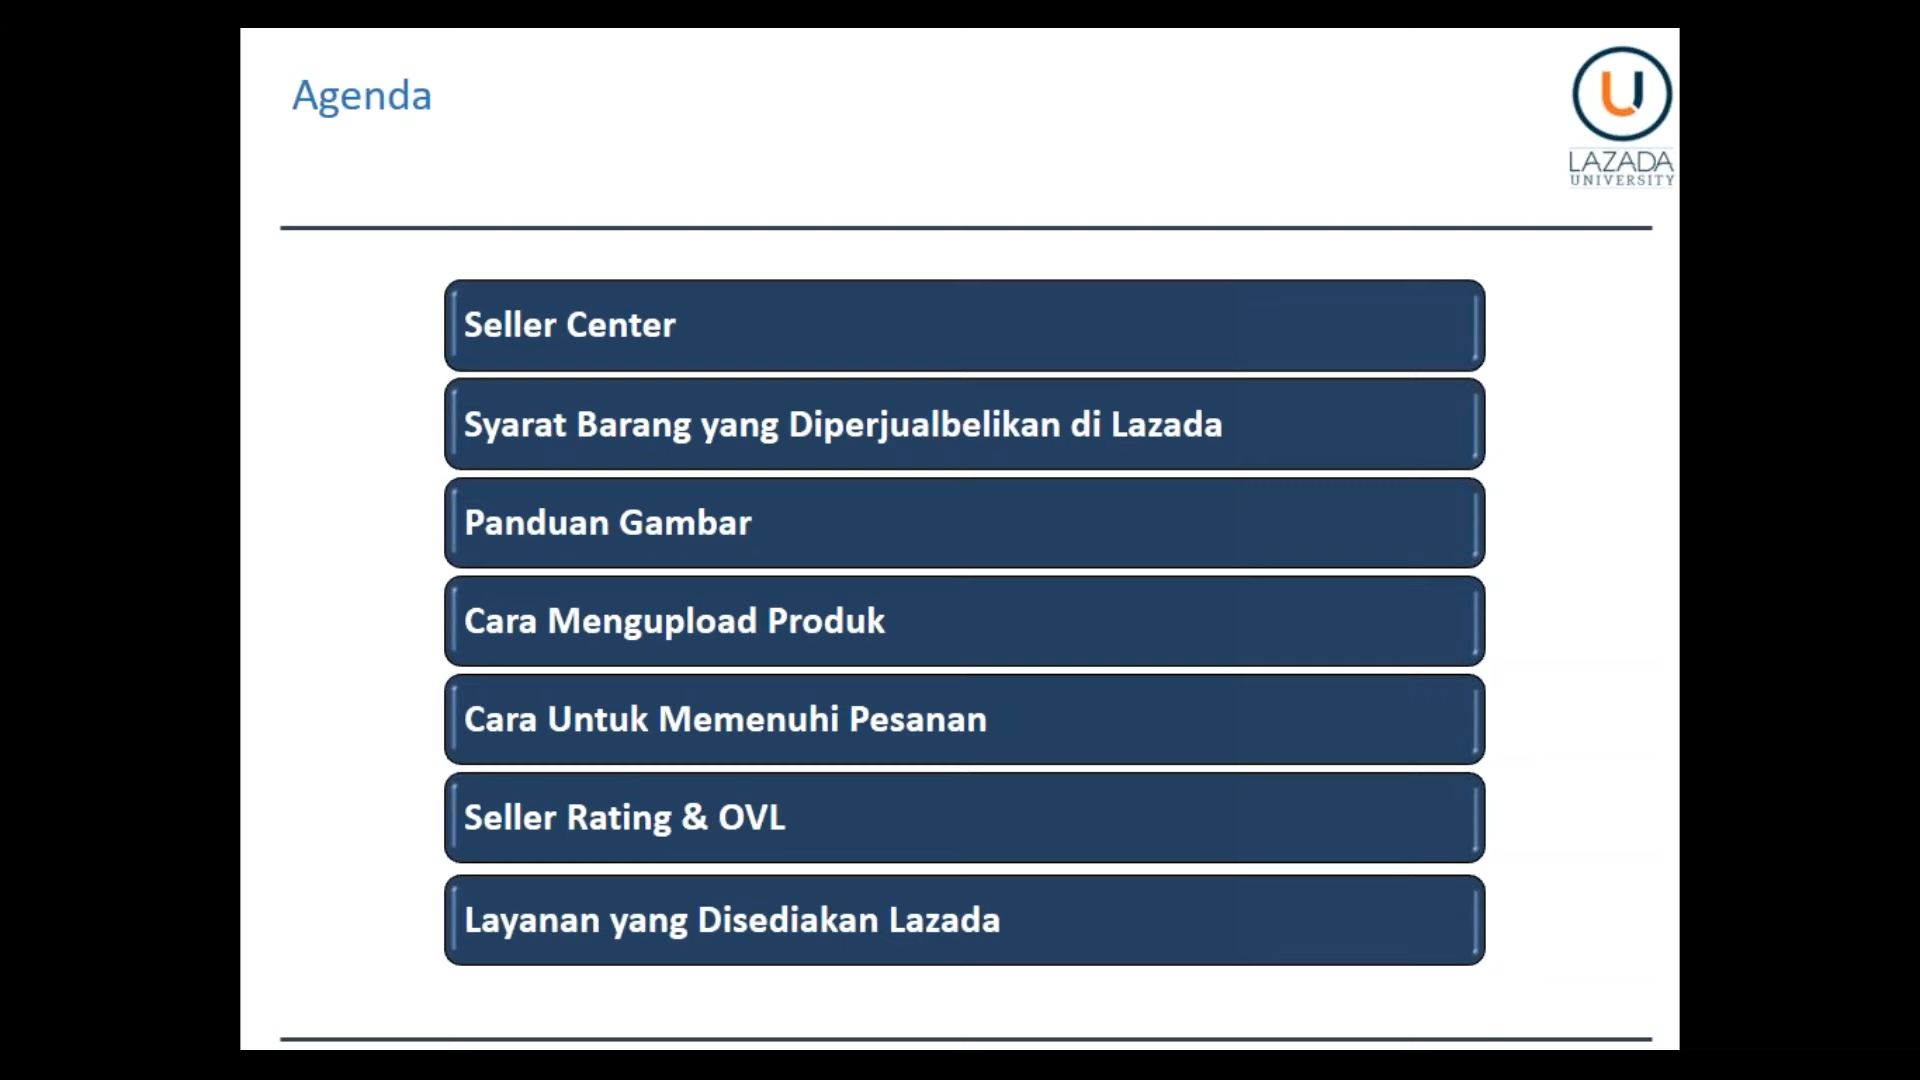 Agenda
LAZADA
UNIVERSITY
Seller Center
Syarat Barang yang Diperjualbelikan di Lazada
Panduan Gambar
Cara Mengupload Produk
Cara Untuk Memenuhi Pesanan
Seller Rating & OVL
Layanan yang Disediakan Lazada